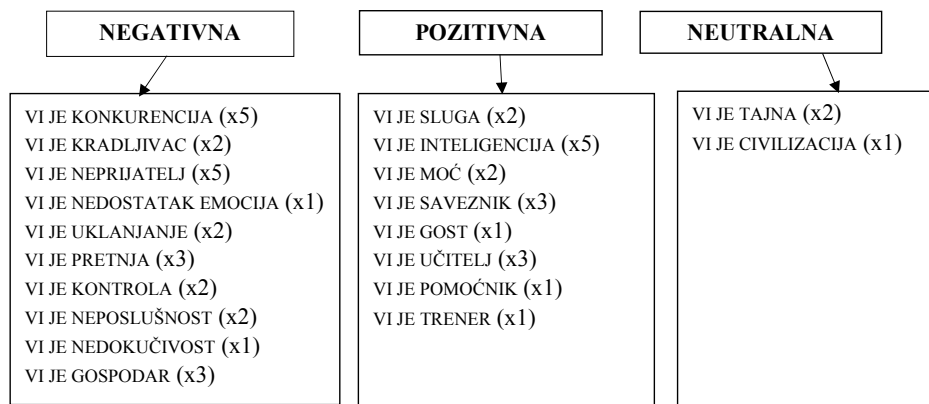 NEGATIVNA
VI JE KONKURENCIJA (x5)
VI JE KRADLJIVAC (x2)
VI JE NEPRIJATELJ (x5)
VI JE NEDOSTATAK EMOCIJA (x1)
VI JE UKLANJANJE (x2)
VI JE PRETNJA (x3)
VI JE KONTROLA (x2)
VI JE NEPOSLUŠNOST (x2)
VI JE NEDOKUČIVOST (x1)
VI JE GOSPODAR (x3)
POZITIVNA
VI JE SLUGA (x2)
VI JE INTELIGENCIJA (x5)
VI JE MOĆ (x2)
VI JE SAVEZNIK (x3)
VI JE GOST (x1)
VI JE UČITELJ (x3)
VI JE POMOĆNIK (x1)
VI JE TRENER (x1)
NEUTRALNA
VI JE TAJNA (x2)
VI JE CIVILIZACIJA (x1)